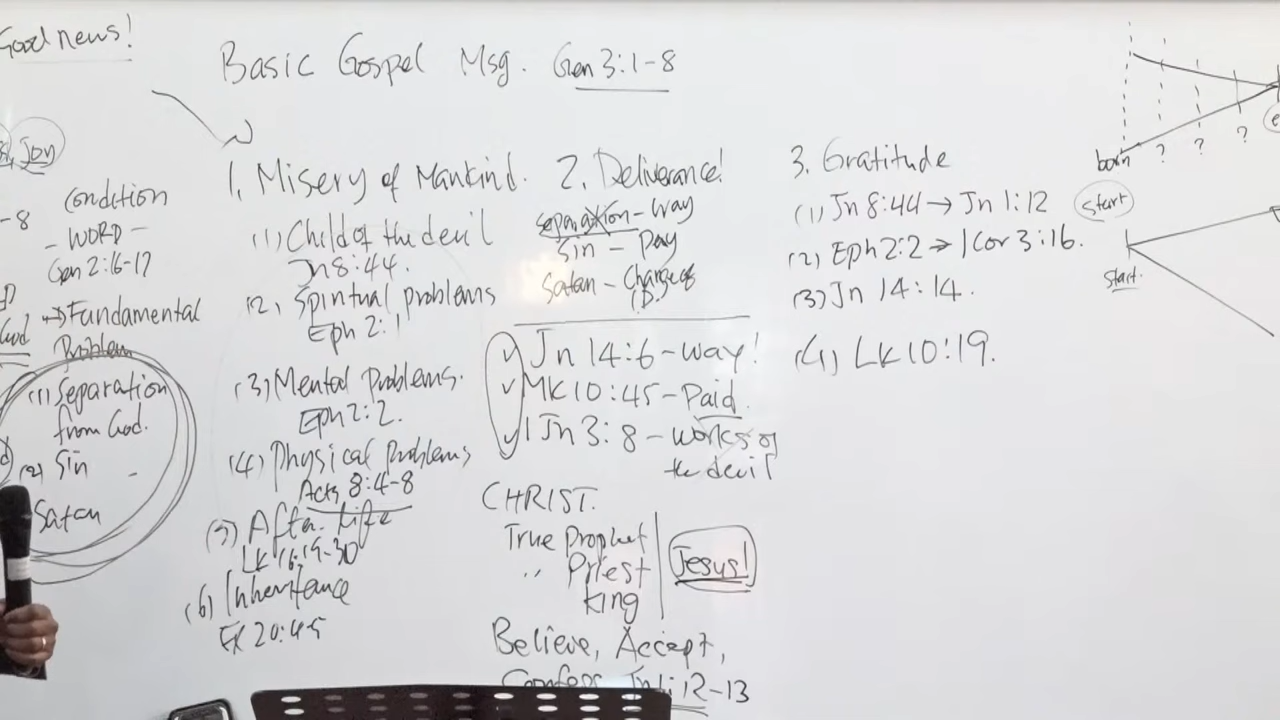 Good news!
Basic Gospel Msg. Gen 3:1-8
Jon
-8
condition
- WORD -
Gen 2:16-17
God
→ Fundamental
Problem
(1) Separation
from God.
(2) Sin -
Satan
1. Misery of Mankind.
(1) Child of the devil
Jn 8:44.
(2) Spiritual problems
Eph 2:1
(3) Mental Problems.
Eph 2:2.
(4) Physical Problems
Acts 8:4-8
(5) After Life
LK 16:19-30
(6) Inheritance
EX 20:4-5
2. Deliverance!
separation - Way
Sin - Pay
Satan - Charge of
(D.)
✓ Jn 14:6 - Way!
✓ MK 10:45 - Paid.
✓ 1 Jn 3:8 - works of
the devil
CHRIST.
True Prophet
" Priest
King
Jesus!
Believe, Accept,
Confess Jn 1:12-13
3. Gratitude
(1) Jn 8:44 → Jn 1:12
(2) Eph 2:2 → 1 Cor 3:16.
(3) Jn 14:14.
(4) LK 10:19.
born ? ? ?
start
start